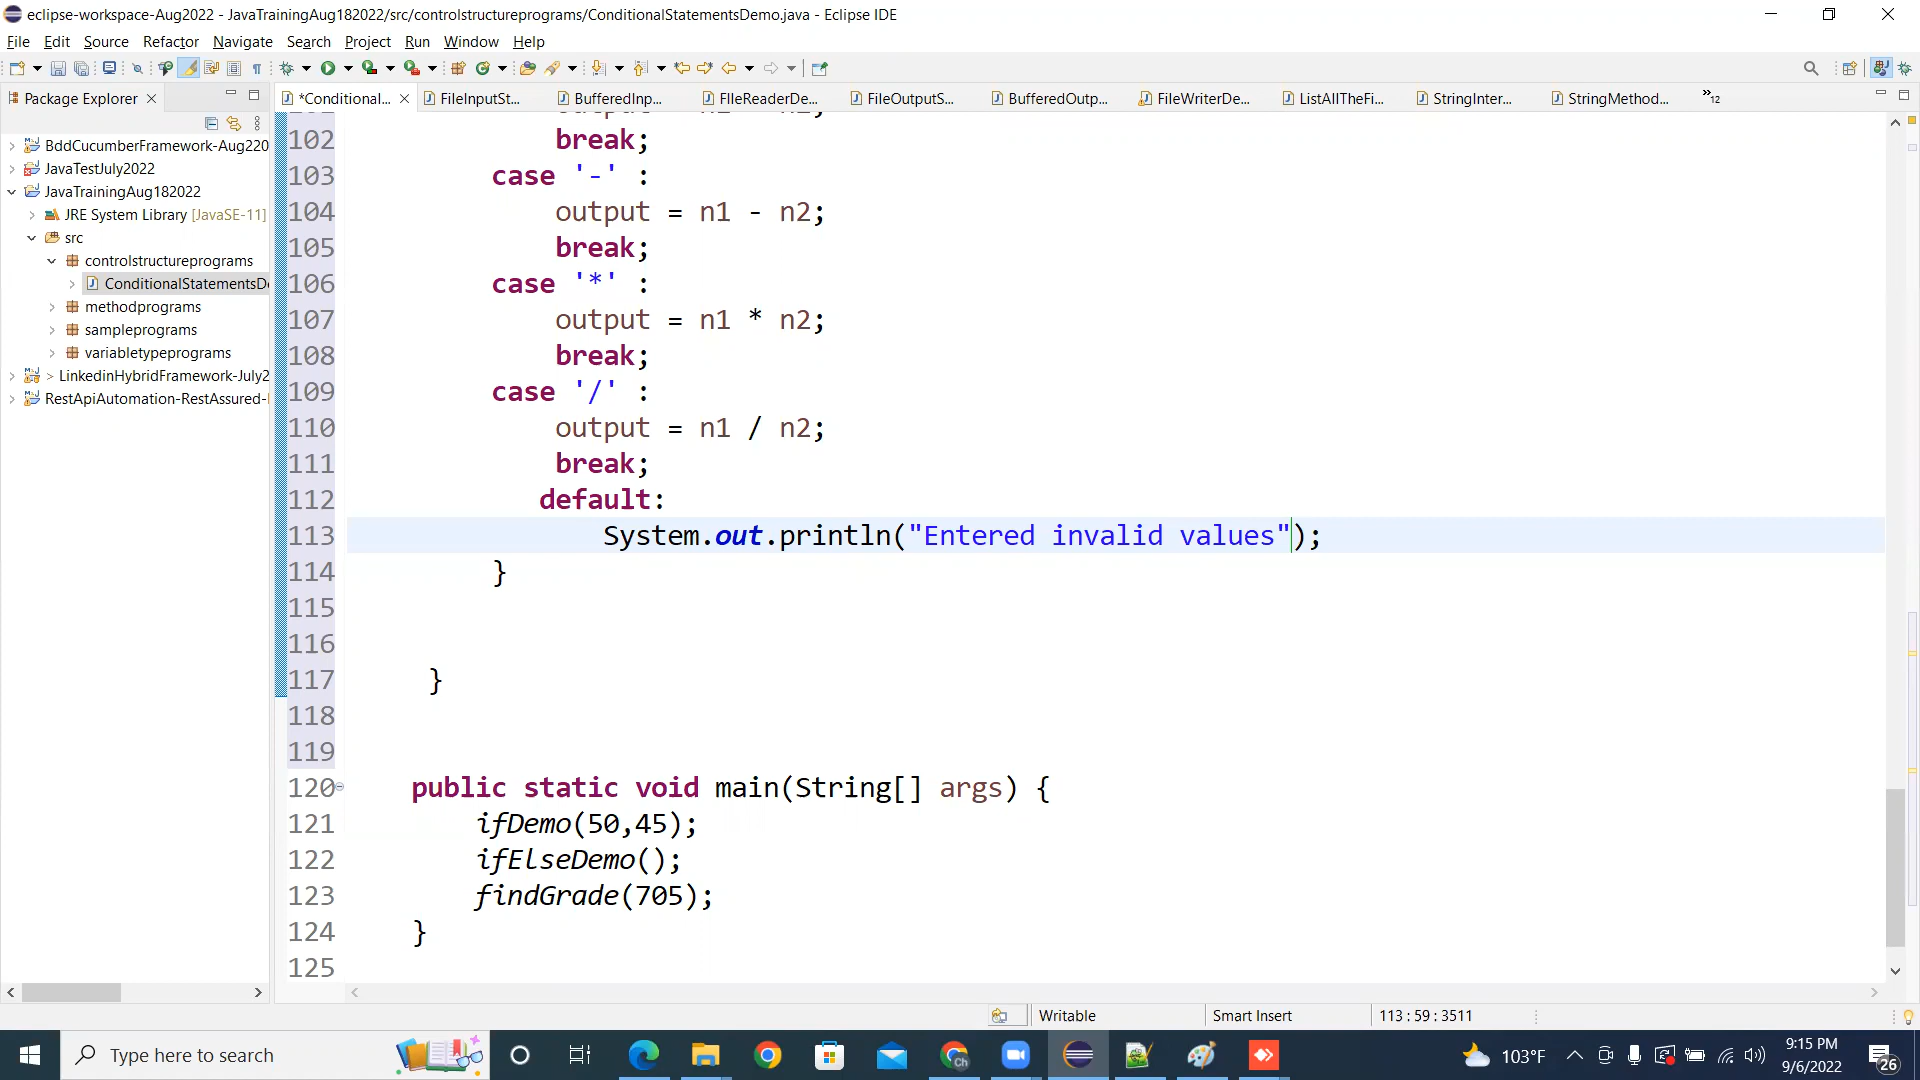 eclipse-workspace-Aug2022 - JavaTrainingAug182022/src/controlstructureprograms/ConditionalStatementsDemo.java - Eclipse IDE
File Edit Source Refactor Navigate Search Project Run Window Help
Package Explorer
*Conditional... FileInputSt... BufferedInp... FIleReaderDe... FileOutputS... BufferedOutp... FileWriterDe... ListAllTheFi... StringInter... StringMethod... »12
BddCucumberFramework-Aug220
JavaTestJuly2022
JavaTrainingAug182022
JRE System Library [JavaSE-11]
src
controlstructureprograms
ConditionalStatementsD
methodprograms
sampleprograms
variabletypeprograms
> LinkedinHybridFramework-July2
RestApiAutomation-RestAssured-
102 break;
103 case '-' :
104 output = n1 - n2;
105 break;
106 case '*' :
107 output = n1 * n2;
108 break;
109 case '/' :
110 output = n1 / n2;
111 break;
112 default:
113 System.out.println("Entered invalid values");
114 }
115
116
117 }
118
119
120 public static void main(String[] args) {
121 ifDemo(50,45);
122 ifElseDemo();
123 findGrade(705);
124 }
125
Writable Smart Insert 113 : 59 : 3511
Type here to search
103°F
9:15 PM
9/6/2022
26